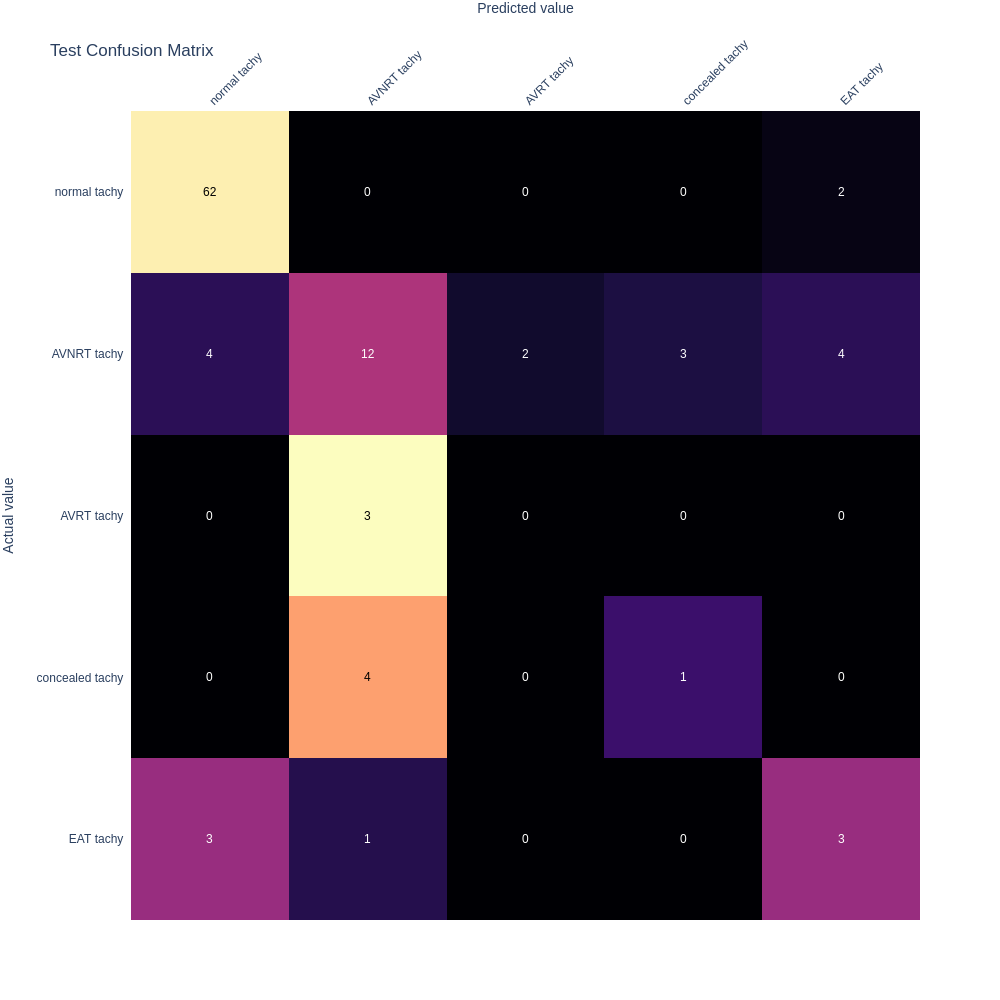 Predicted value
Test Confusion Matrix
normal tachy
AVNRT tachy
AVRT tachy
concealed tachy
EAT tachy
Actual value
normal tachy 62 0 0 0 2
AVNRT tachy 4 12 2 3 4
AVRT tachy 0 3 0 0 0
concealed tachy 0 4 0 1 0
EAT tachy 3 1 0 0 3